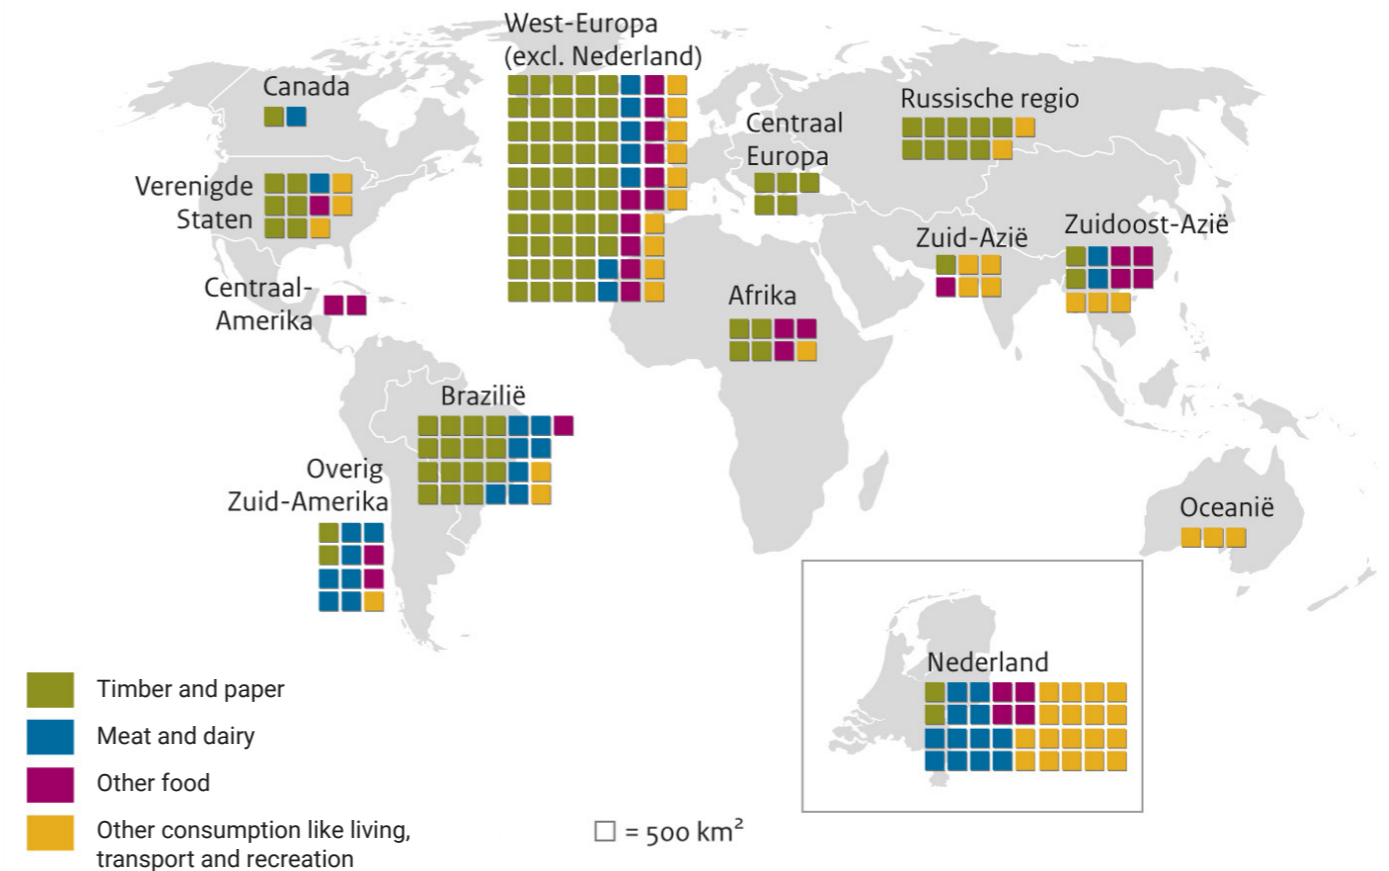 West-Europa
(excl. Nederland)
Canada
Russische regio
Centraal
Europa
Verenigde
Staten
Zuidoost-Azië
Zuid-Azië
Centraal-
Amerika
Afrika
Brazilië
Overig
Zuid-Amerika
Oceanië
Nederland
Timber and paper
Meat and dairy
Other food
Other consumption like living,
transport and recreation
= 500 km²